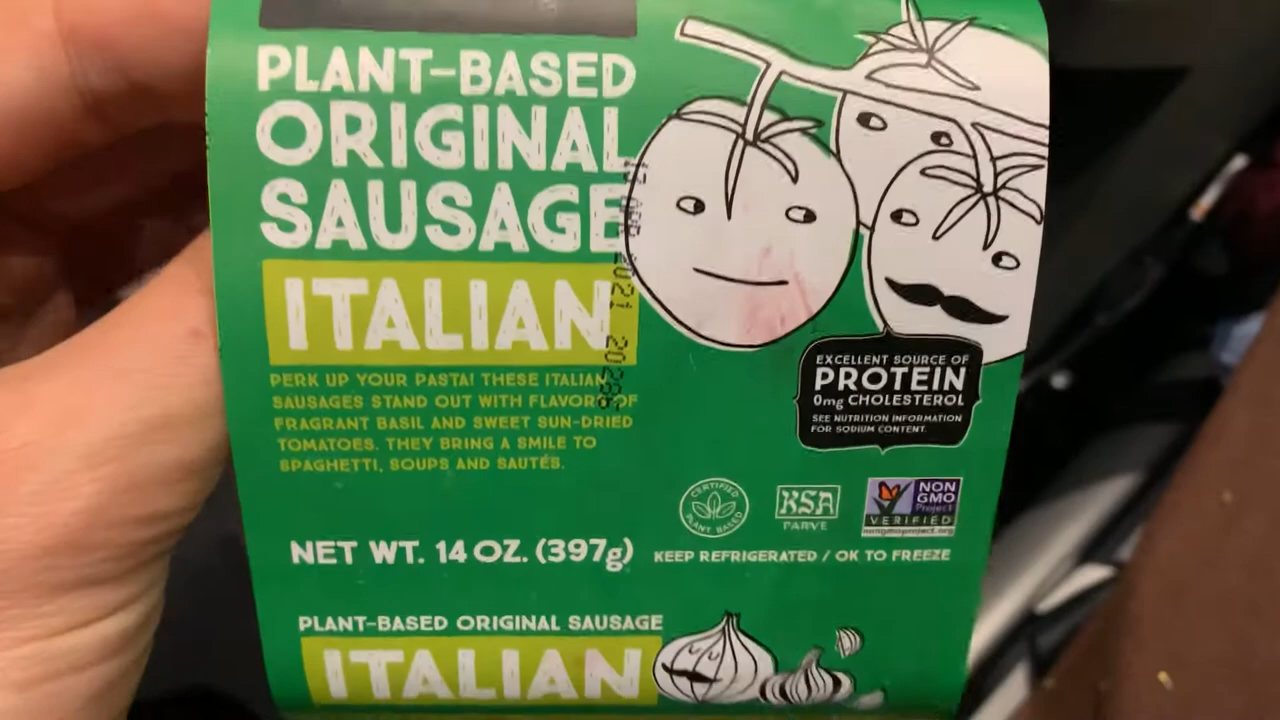 PLANT-BASED
ORIGINAL
SAUSAGE
ITALIAN
PERK UP YOUR PASTA! THESE ITALIAN
SAUSAGES STAND OUT WITH FLAVORS OF
FRAGRANT BASIL AND SWEET SUN-DRIED
TOMATOES. THEY BRING A SMILE TO
SPAGHETTI, SOUPS AND SAUTÉS.
EXCELLENT SOURCE OF
PROTEIN
0mg CHOLESTEROL
SEE NUTRITION INFORMATION
FOR SODIUM CONTENT.
CERTIFIED
PLANT BASED
KSA
PARVE
NON
GMO
Project
VERIFIED
nongmoproject.org
NET WT. 14 OZ. (397g)
KEEP REFRIGERATED / OK TO FREEZE
PLANT-BASED ORIGINAL SAUSAGE
ITALIAN